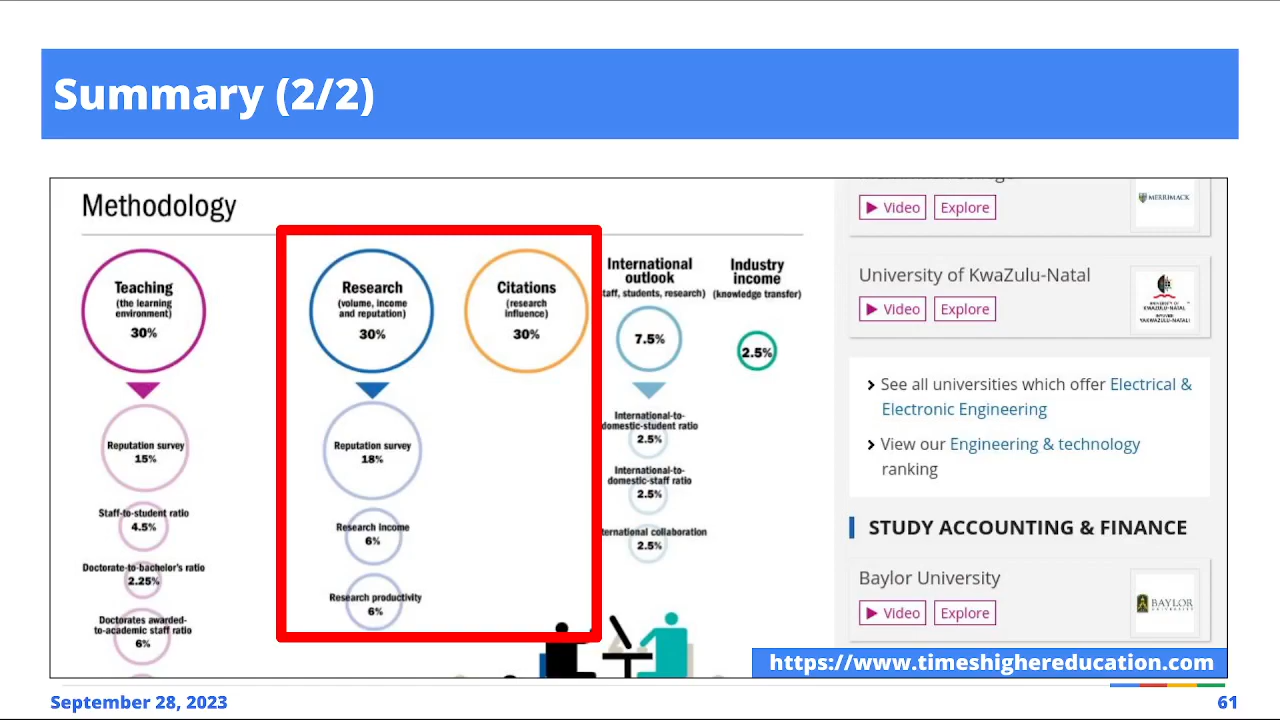 Summary (2/2)
Methodology
Teaching
(the learning
environment)
30%
Reputation survey
15%
Staff-to-student ratio
4.5%
Doctorate-to-bachelor's ratio
2.25%
Doctorates awarded-
to-academic staff ratio
6%
Research
(volume, income
and reputation)
30%
Reputation survey
18%
Research income
6%
Research productivity
6%
Citations
(research
influence)
30%
International
outlook
taff, students, research)
7.5%
International-to-
domestic-student ratio
2.5%
International-to-
domestic-staff ratio
2.5%
ternational collaboration
2.5%
Industry
income
(knowledge transfer)
2.5%
Video Explore
MERRIMACK
University of KwaZulu-Natal
Video Explore
UNIVERSITY OF
KWAZULU-NATAL
See all universities which offer Electrical &
Electronic Engineering
View our Engineering & technology
ranking
STUDY ACCOUNTING & FINANCE
Baylor University
Video Explore
BAYLOR
https://www.timeshighereducation.com
September 28, 2023
61